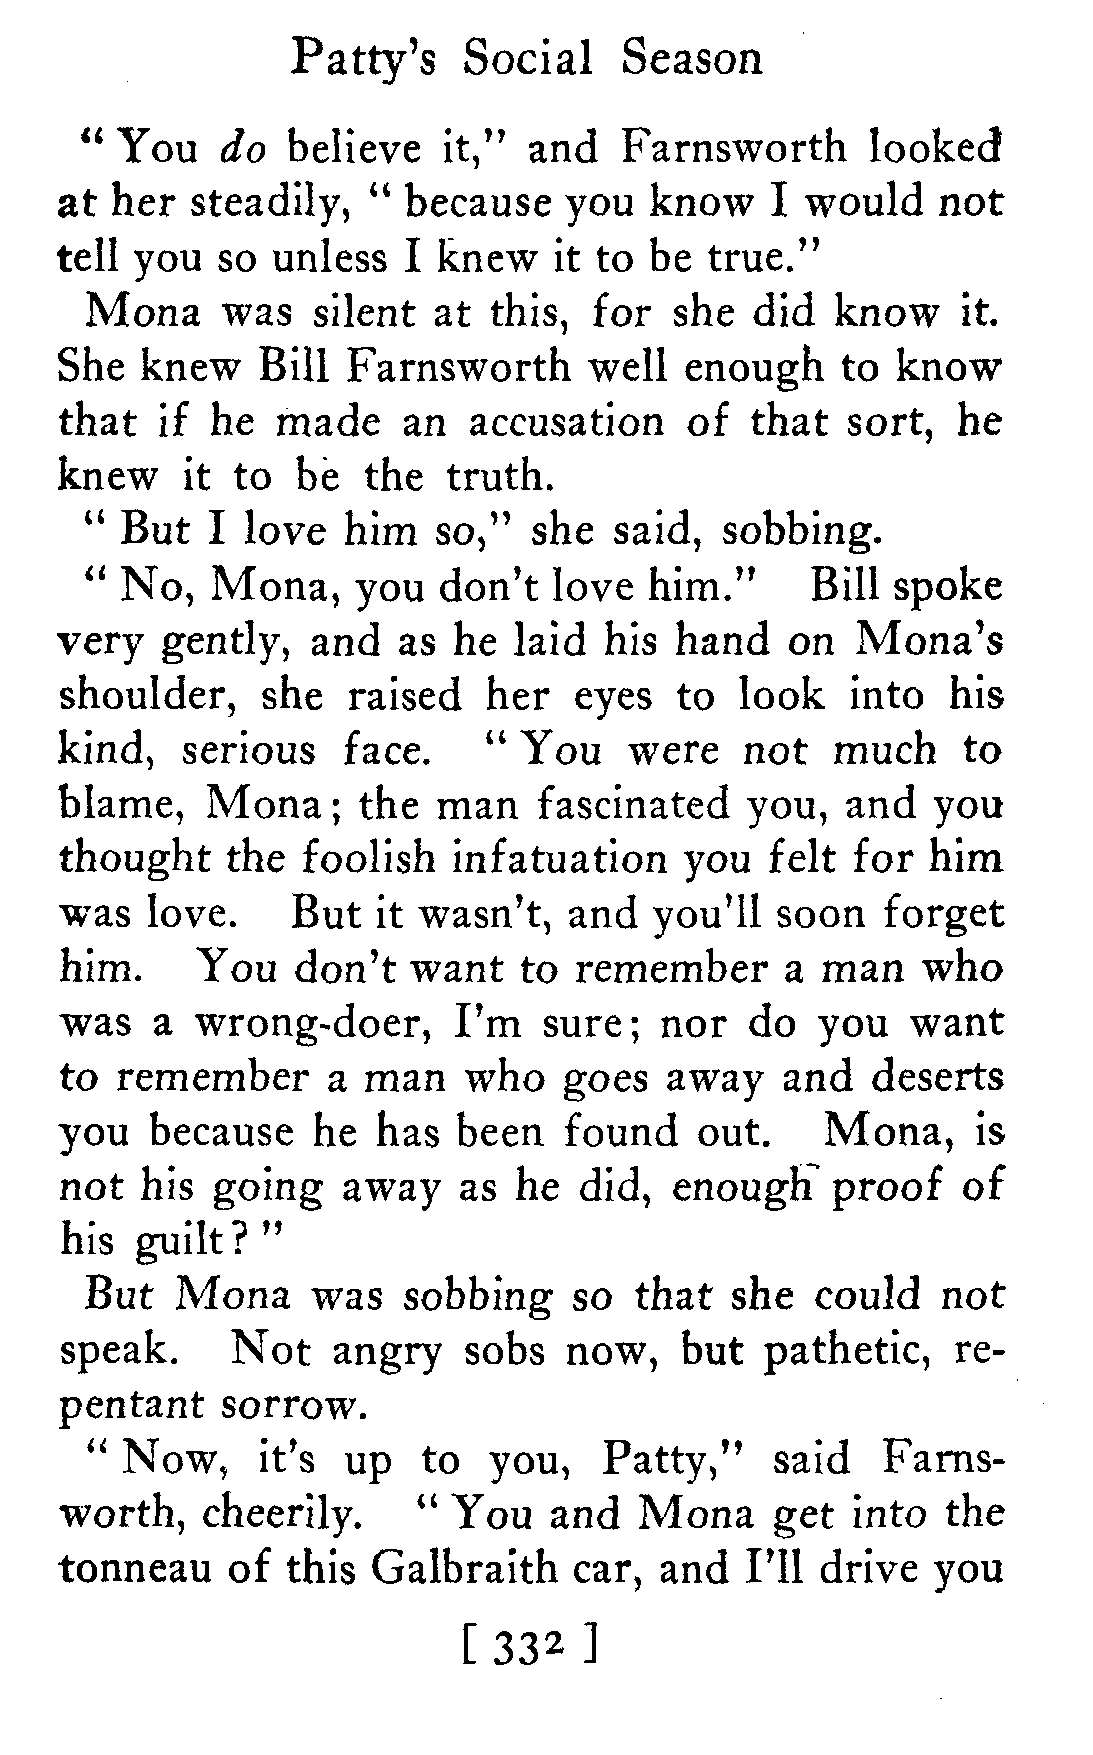 Patty's Social Season
" You do believe it," and Farnsworth looked
at her steadily, " because you know I would not
tell you so unless I knew it to be true."
Mona was silent at this, for she did know it.
She knew Bill Farnsworth well enough to know
that if he made an accusation of that sort, he
knew it to be the truth.
" But I love him so," she said, sobbing.
" No, Mona, you don't love him." Bill spoke
very gently, and as he laid his hand on Mona's
shoulder, she raised her eyes to look into his
kind, serious face. " You were not much to
blame, Mona; the man fascinated you, and you
thought the foolish infatuation you felt for him
was love. But it wasn't, and you'll soon forget
him. You don't want to remember a man who
was a wrong-doer, I'm sure; nor do you want
to remember a man who goes away and deserts
you because he has been found out. Mona, is
not his going away as he did, enough proof of
his guilt? "
But Mona was sobbing so that she could not
speak. Not angry sobs now, but pathetic, re-
pentant sorrow.
" Now, it's up to you, Patty," said Farns-
worth, cheerily. " You and Mona get into the
tonneau of this Galbraith car, and I'll drive you
[ 332 ]